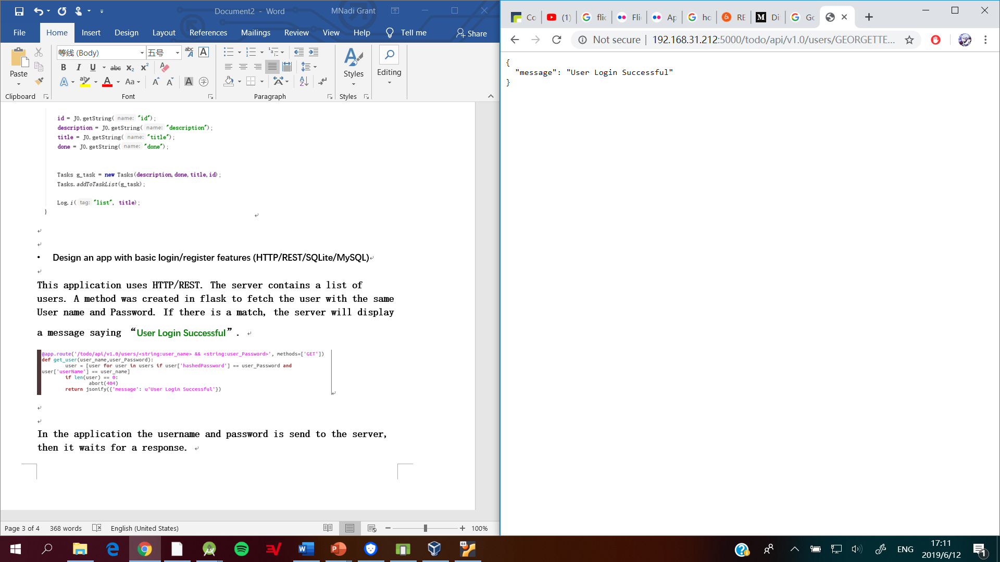 Document2 - Word
MNadi Grant
File
Home
Insert
Design
Layout
References
Mailings
Review
View
Help
Tell me
Share
Paste
Clipboard
等线 (Body)
五号
abc
A
B
I
U
abc
X₂
X²
Aa
字
Font
Paragraph
Styles
Styles
Editing
id = JO.getString( name: "id");
description = JO.getString( name: "description");
title = JO.getString( name: "title");
done = JO.getString( name: "done");
Tasks g_task = new Tasks(description,done,title,id);
Tasks.addToTaskList(g_task);
Log.i( tag: "list", title);
}
• Design an app with basic login/register features (HTTP/REST/SQLite/MySQL)
This application uses HTTP/REST. The server contains a list of
users. A method was created in flask to fetch the user with the same
User name and Password. If there is a match, the server will display
a message saying “User Login Successful”.
@app.route('/todo/api/v1.0/users/<string:user_name> && <string:user_Password>', methods=['GET'])
def get_user(user_name,user_Password):
user = [user for user in users if user['hashedPassword'] == user_Password and
user['userName'] == user_name]
if len(user) == 0:
abort(404)
return jsonify({'message': u'User Login Successful'})
In the application the username and password is send to the server,
then it waits for a response.
Page 3 of 4
368 words
English (United States)
100%
Co
(1)
flic
Flic
Ap
ho
RE
Di
Go
Not secure | 192.168.31.212:5000/todo/api/v1.0/users/GEORGETTE...
{
"message": "User Login Successful"
}
ENG
17:11
2019/6/12
1